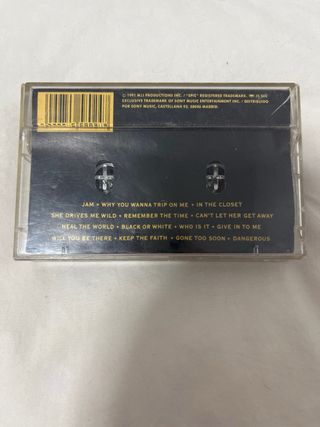 © 1991 MJJ PRODUCTIONS INC. / "EPIC" REGISTERED TRADEMARK.
EXCLUSIVE TRADEMARK OF SONY MUSIC ENTERTAINMENT INC. / DISTRIBUIDO
POR SONY MUSIC, CASTELLANA 93, 28046 MADRID.
JAM • WHY YOU WANNA TRIP ON ME • IN THE CLOSET
SHE DRIVES ME WILD • REMEMBER THE TIME • CAN'T LET HER GET AWAY
HEAL THE WORLD • BLACK OR WHITE • WHO IS IT • GIVE IN TO ME
WILL YOU BE THERE • KEEP THE FAITH • GONE TOO SOON • DANGEROUS